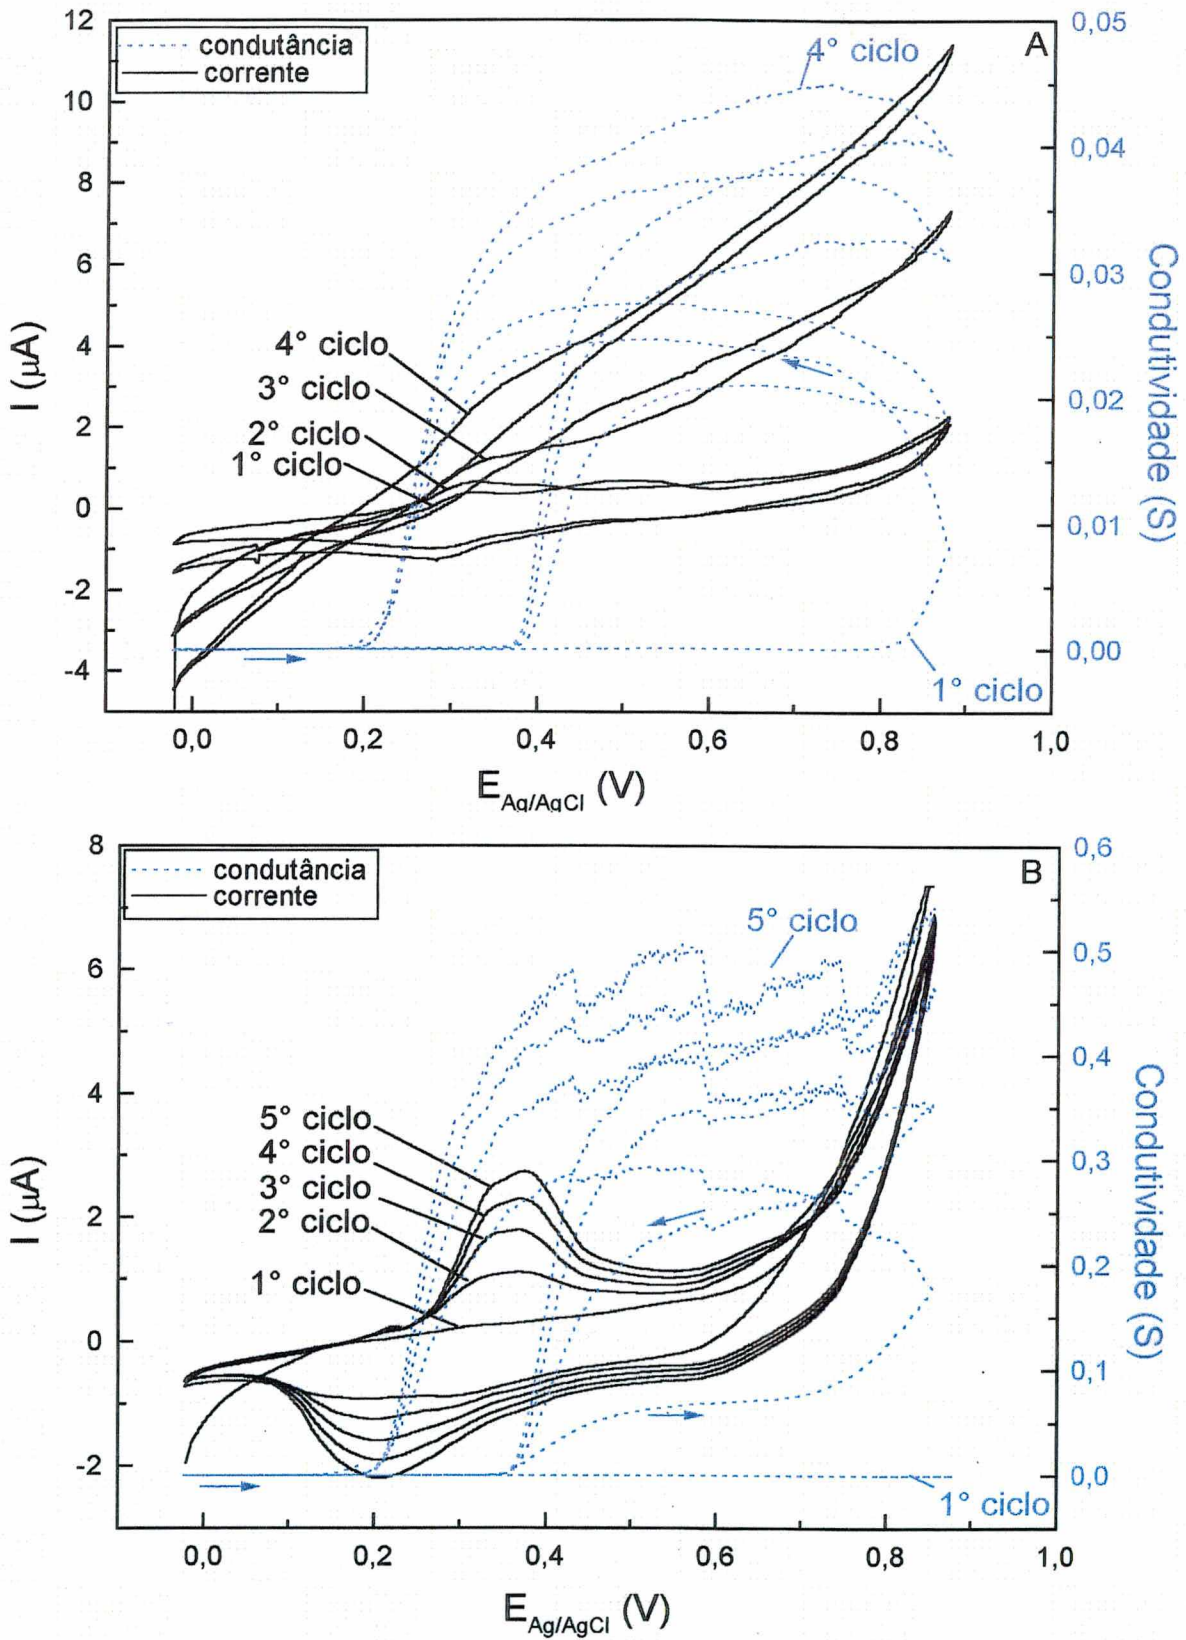 12
10
8
6
4
2
0
-2
-4
I (µA)
condutância
corrente
A
4° ciclo
4° ciclo
3° ciclo
2° ciclo
1° ciclo
1° ciclo
0,05
0,04
0,03
0,02
0,01
0,00
Condutividade (S)
0,0 0,2 0,4 0,6 0,8 1,0
E Ag/AgCl (V)
8
6
4
2
0
-2
I (µA)
condutância
corrente
B
5° ciclo
5° ciclo
4° ciclo
3° ciclo
2° ciclo
1° ciclo
1° ciclo
0,6
0,5
0,4
0,3
0,2
0,1
0,0
Condutividade (S)
0,0 0,2 0,4 0,6 0,8 1,0
E Ag/AgCl (V)